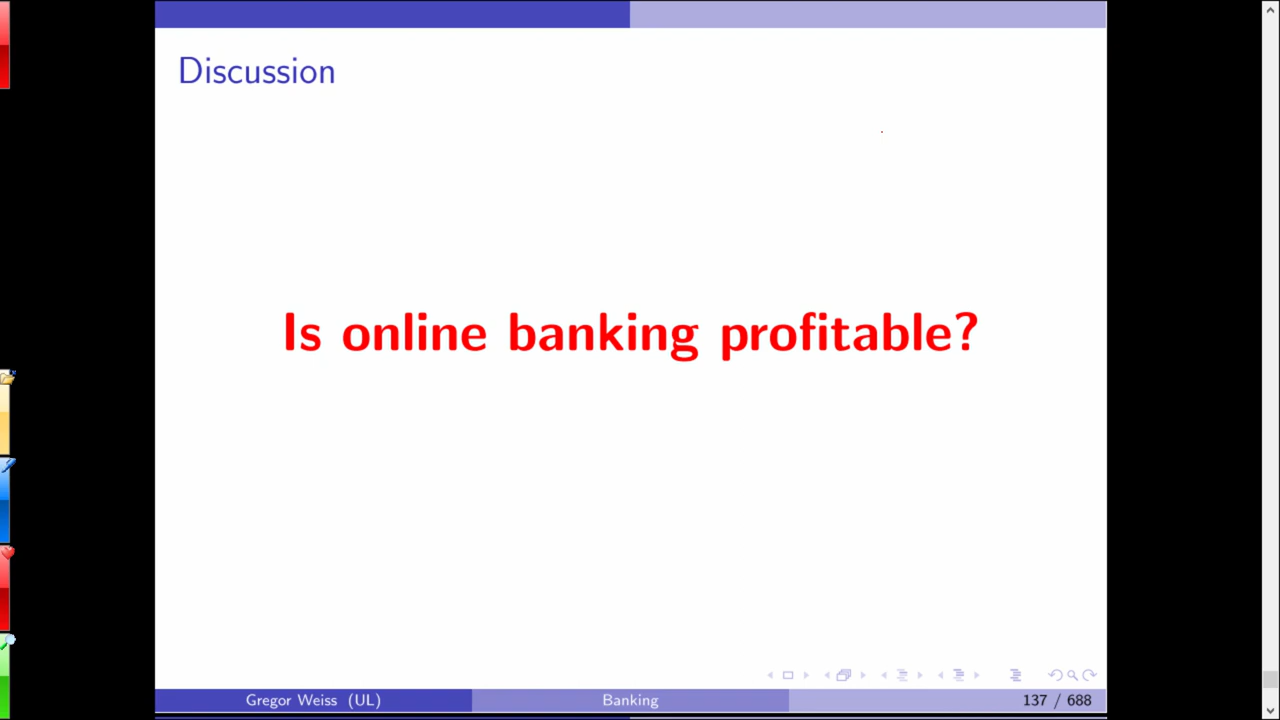 Discussion
Is online banking profitable?
Gregor Weiss (UL)
Banking
137 / 688